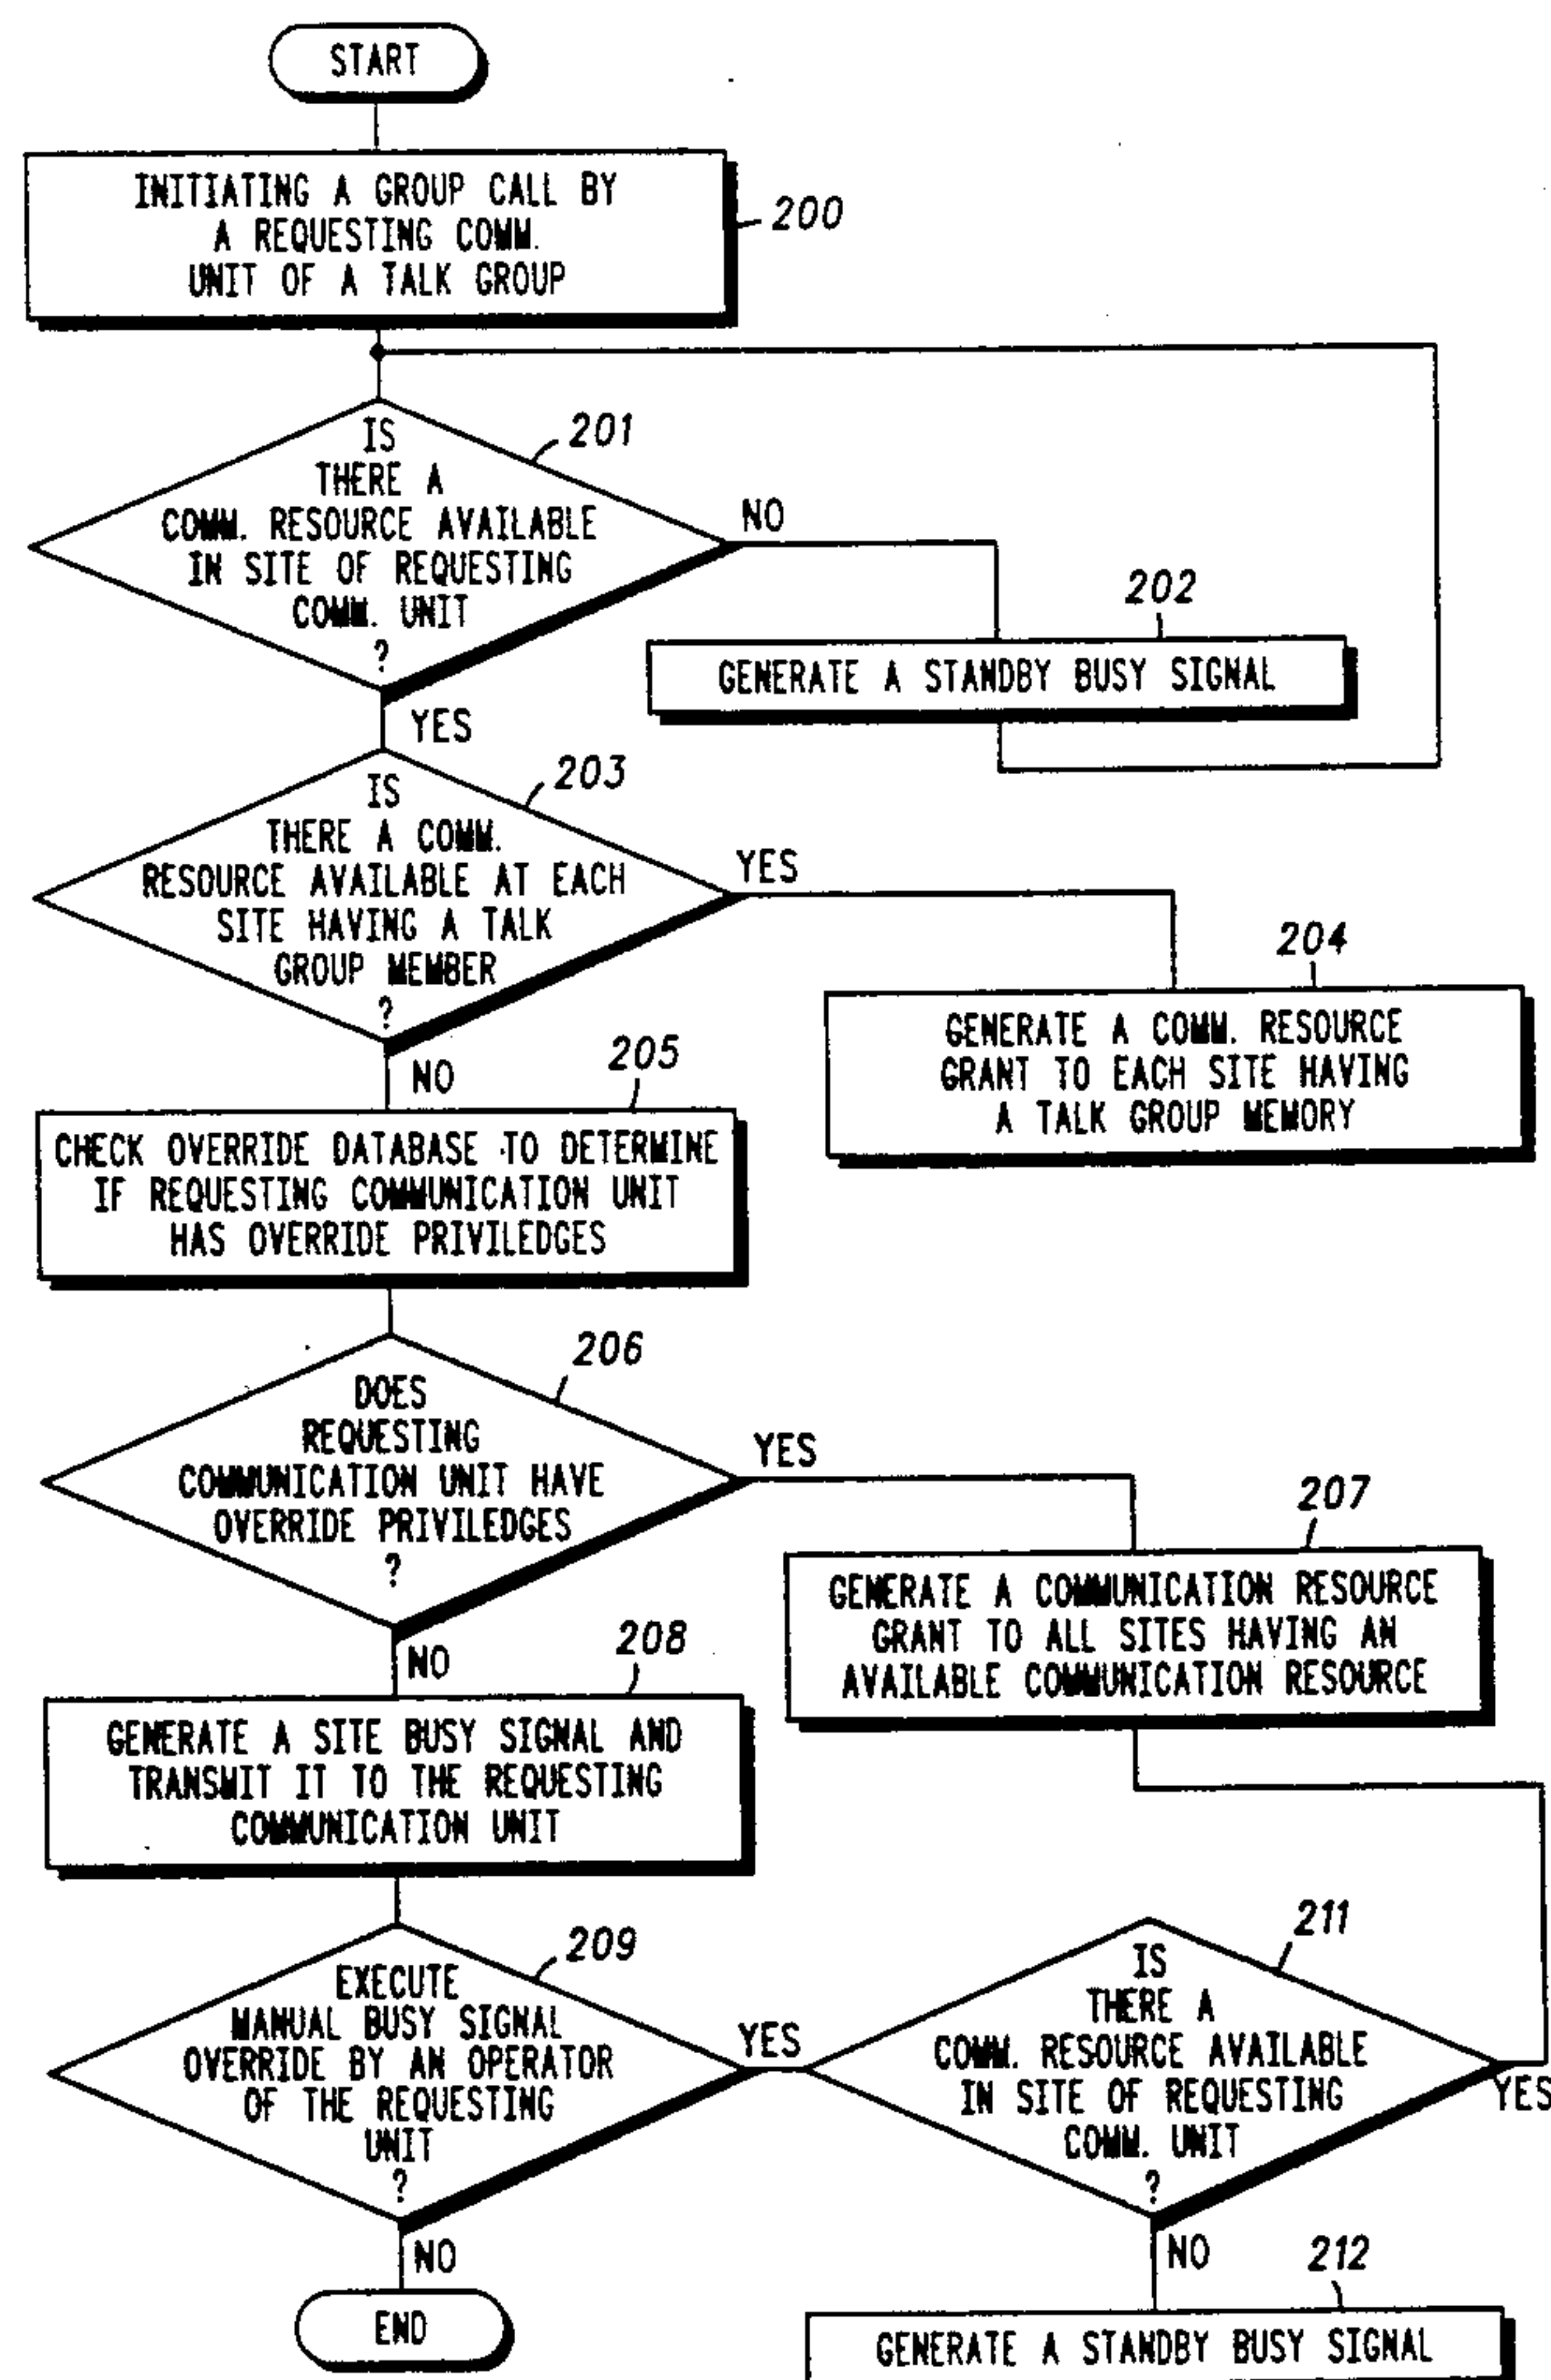 START
INITIATING A GROUP CALL BY
A REQUESTING COMM.
UNIT OF A TALK GROUP
200
IS
THERE A
COMM. RESOURCE AVAILABLE
IN SITE OF REQUESTING
COMM. UNIT
?
201
NO
202
GENERATE A STANDBY BUSY SIGNAL
YES
IS
THERE A COMM.
RESOURCE AVAILABLE AT EACH
SITE HAVING A TALK
GROUP MEMBER
?
203
YES
204
GENERATE A COMM. RESOURCE
GRANT TO EACH SITE HAVING
A TALK GROUP MEMORY
NO
205
CHECK OVERRIDE DATABASE TO DETERMINE
IF REQUESTING COMMUNICATION UNIT
HAS OVERRIDE PRIVILEDGES
206
DOES
REQUESTING
COMMUNICATION UNIT HAVE
OVERRIDE PRIVILEDGES
?
YES
207
GENERATE A COMMUNICATION RESOURCE
GRANT TO ALL SITES HAVING AN
AVAILABLE COMMUNICATION RESOURCE
NO
208
GENERATE A SITE BUSY SIGNAL AND
TRANSMIT IT TO THE REQUESTING
COMMUNICATION UNIT
209
EXECUTE
MANUAL BUSY SIGNAL
OVERRIDE BY AN OPERATOR
OF THE REQUESTING
UNIT
?
YES
211
IS
THERE A
COMM. RESOURCE AVAILABLE
IN SITE OF REQUESTING
COMM. UNIT
?
YES
NO
END
NO
212
GENERATE A STANDBY BUSY SIGNAL